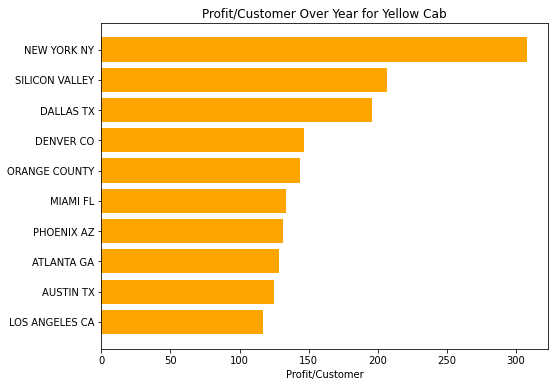 Profit/Customer Over Year for Yellow Cab
NEW YORK NY
SILICON VALLEY
DALLAS TX
DENVER CO
ORANGE COUNTY
MIAMI FL
PHOENIX AZ
ATLANTA GA
AUSTIN TX
LOS ANGELES CA
0 50 100 150 200 250 300
Profit/Customer